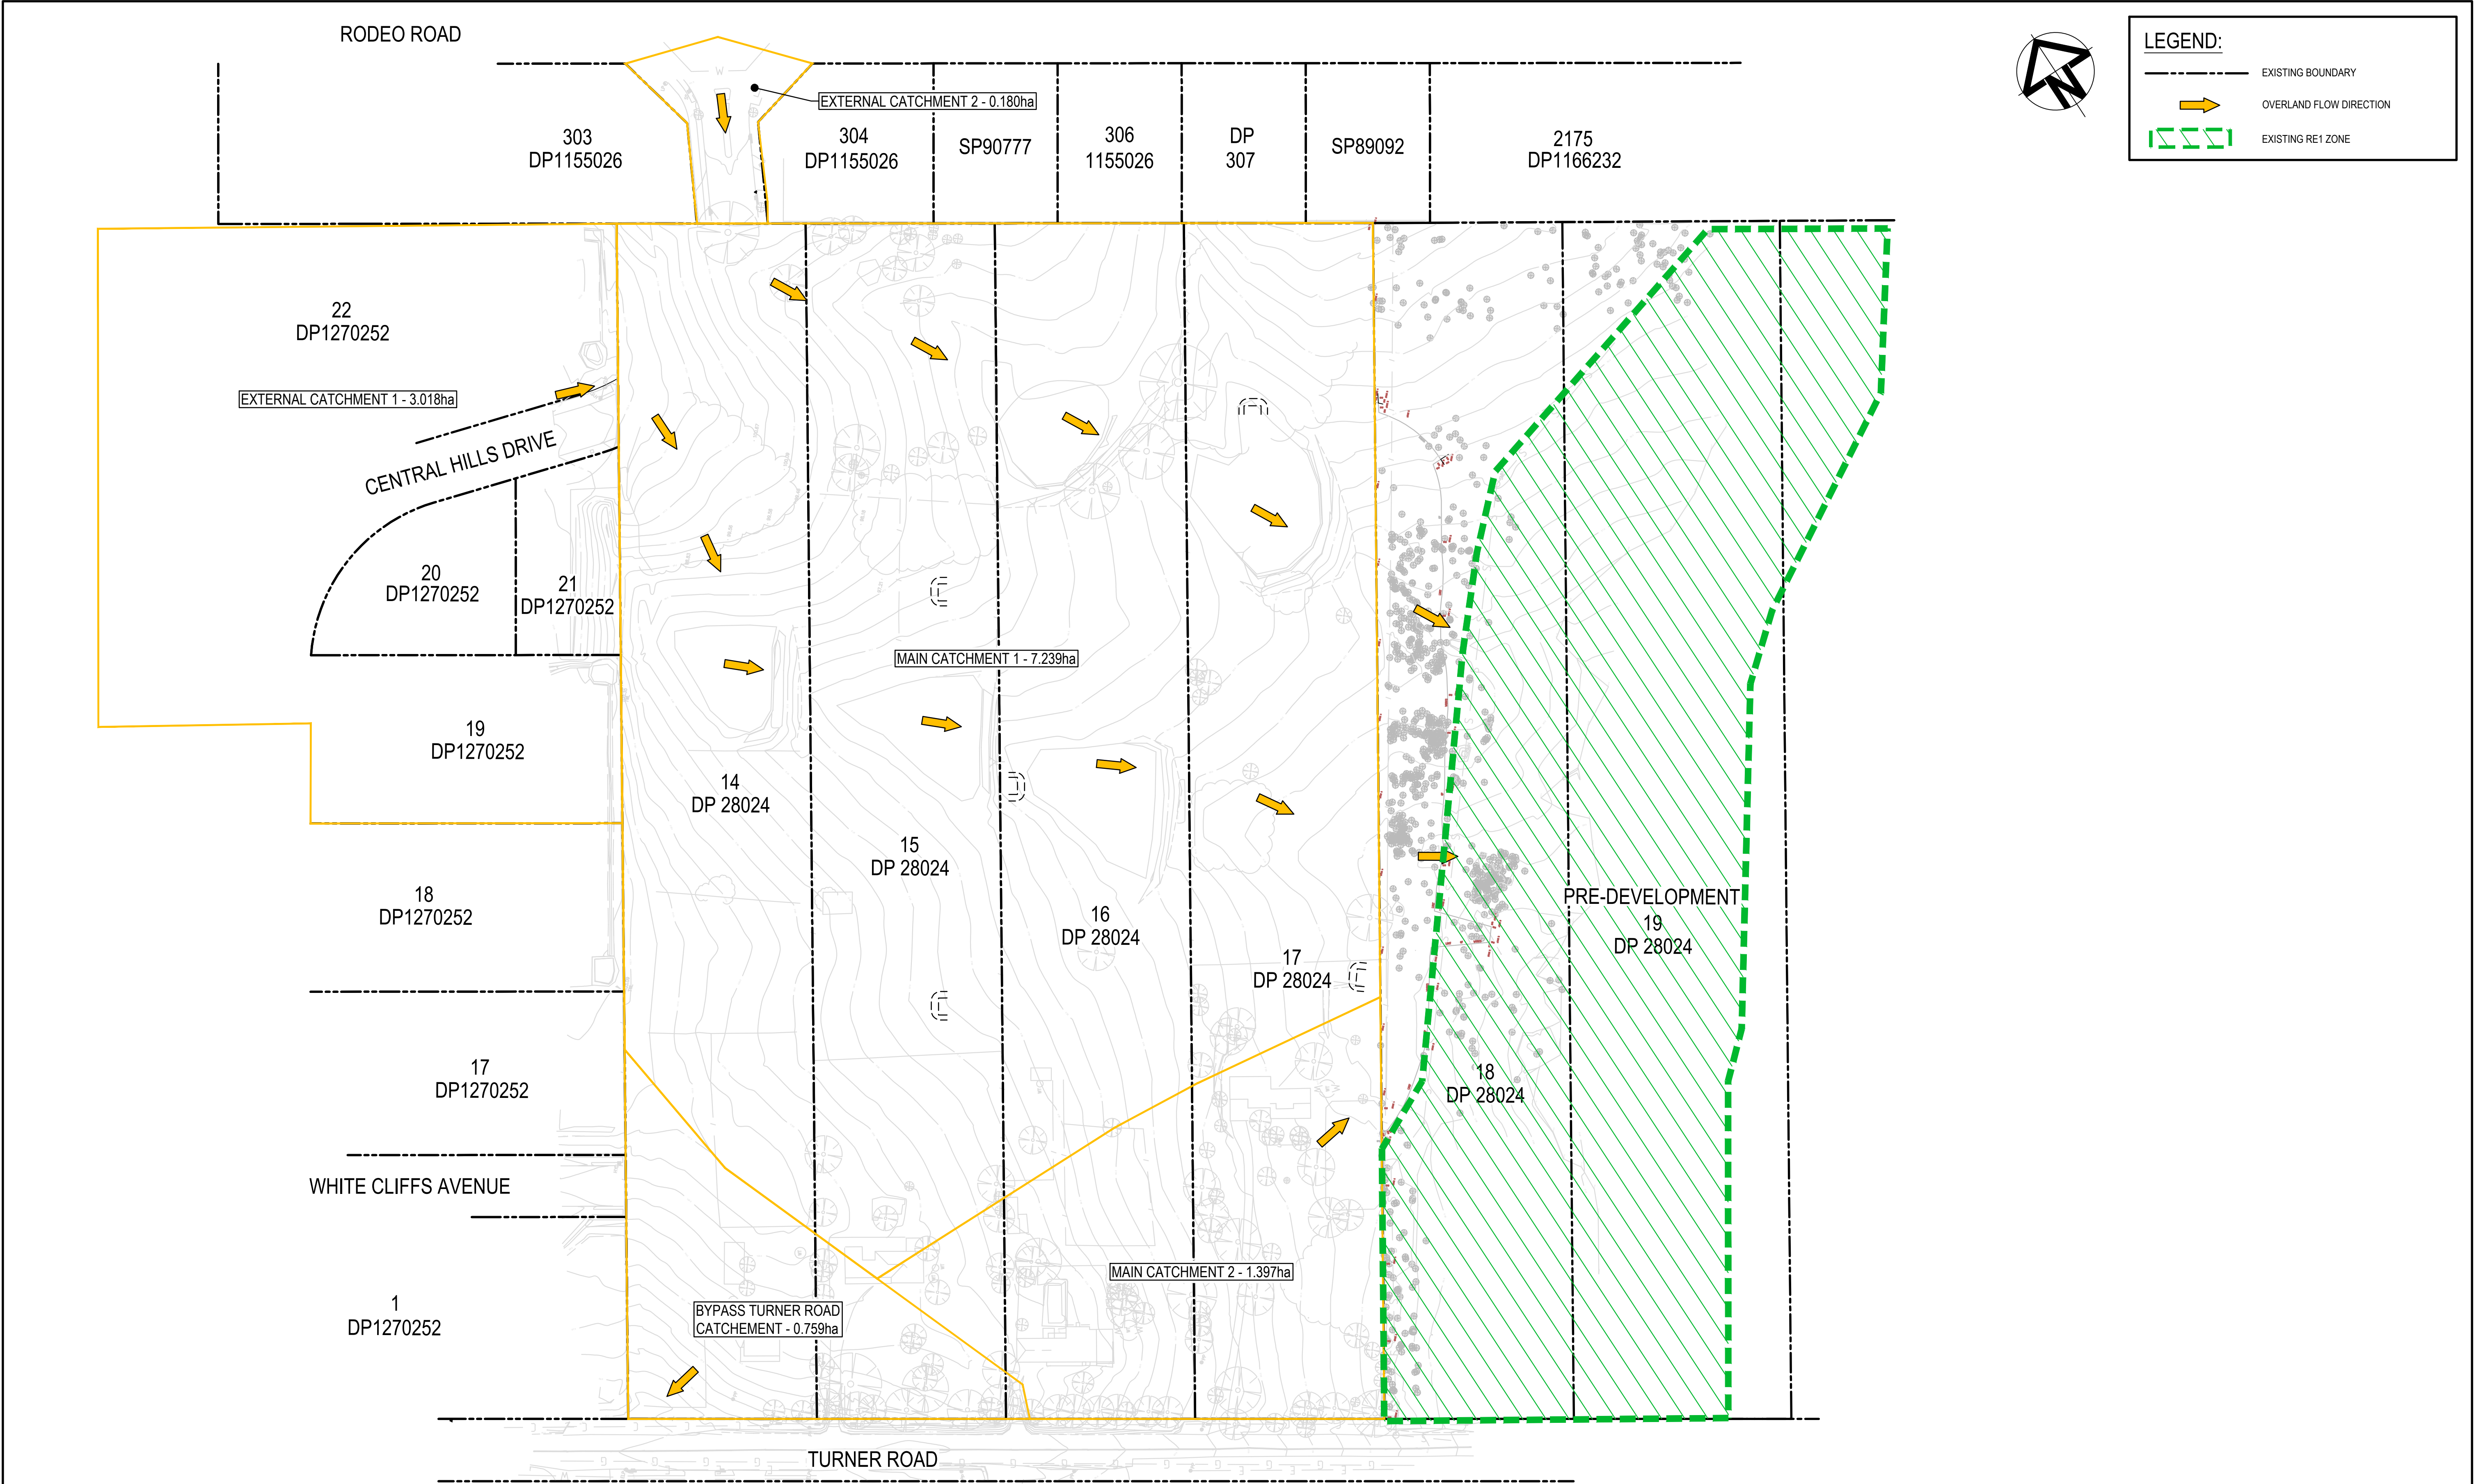 RODEO ROAD
LEGEND:
EXISTING BOUNDARY
OVERLAND FLOW DIRECTION
EXISTING RE1 ZONE
N
EXTERNAL CATCHMENT 2 - 0.180ha
303
DP1155026
304
DP1155026
SP90777
306
1155026
DP
307
SP89092
2175
DP1166232
22
DP1270252
EXTERNAL CATCHMENT 1 - 3.018ha
CENTRAL HILLS DRIVE
20
DP1270252
21
DP1270252
MAIN CATCHMENT 1 - 7.239ha
19
DP1270252
14
DP 28024
15
DP 28024
16
DP 28024
17
DP 28024
PRE-DEVELOPMENT
19
DP 28024
18
DP 28024
18
DP1270252
17
DP1270252
WHITE CLIFFS AVENUE
MAIN CATCHMENT 2 - 1.397ha
1
DP1270252
BYPASS TURNER ROAD
CATCHEMENT - 0.759ha
TURNER ROAD